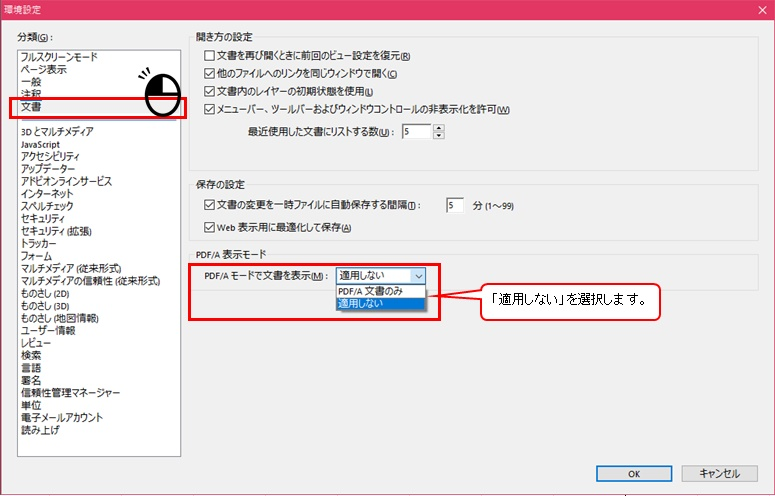 環境設定
分類(G) :
フルスクリーンモード
ページ表示
一般
注釈
文書
3D とマルチメディア
JavaScript
アクセシビリティ
アップデーター
アドビオンラインサービス
インターネット
スペルチェック
セキュリティ
セキュリティ (拡張)
トラッカー
フォーム
マルチメディア (従来形式)
マルチメディアの信頼性 (従来形式)
ものさし (2D)
ものさし (3D)
ものさし (地図情報)
ユーザー情報
レビュー
検索
言語
署名
信頼性管理マネージャー
単位
電子メールアカウント
読み上げ
開き方の設定
文書を再び開くときに前回のビュー設定を復元(R)
他のファイルへのリンクを同じウィンドウで開く(C)
文書内のレイヤーの初期状態を使用(L)
メニューバー、ツールバーおよびウィンドウコントロールの非表示化を許可(W)
最近使用した文書にリストする数(U) : 5
保存の設定
文書の変更を一時ファイルに自動保存する間隔(T) : 5 分 (1～99)
Web 表示用に最適化して保存(A)
PDF/A 表示モード
PDF/A モードで文書を表示(M) : 適用しない
PDF/A 文書のみ
適用しない
「適用しない」を選択します。
OK
キャンセル